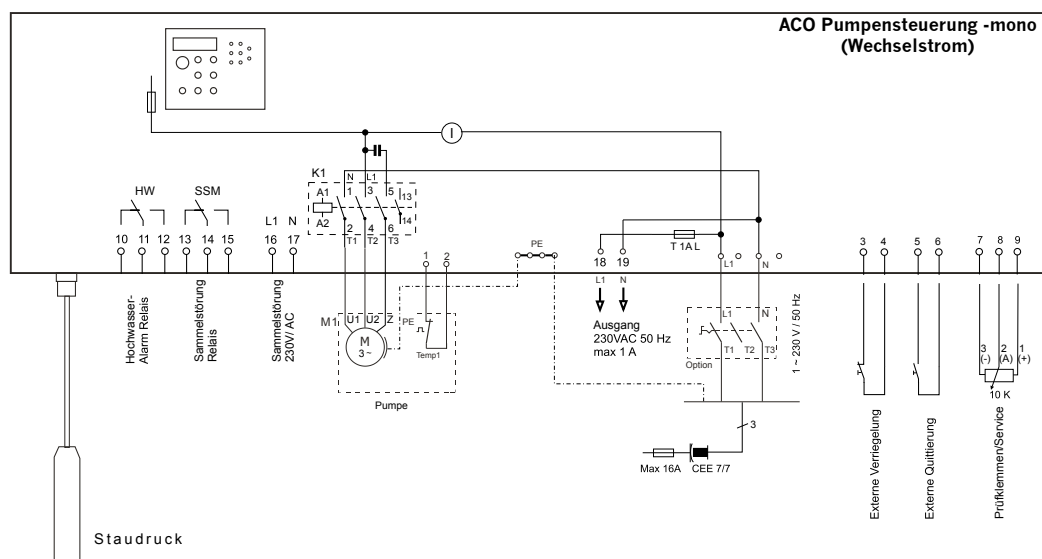 ACO Pumpensteuerung -mono
(Wechselstrom)
I
K1
N L1
A1 1 3 5 13
A2 2 4 6 14
T1 T2 T3
HW
SSM
L1 N
10 11 12 13 14 15 16 17
Hochwasser-
Alarm Relais
Sammelstörung
Relais
Sammelstörung
230V/ AC
1 2
M1
U1 U2 Z
M
3~
PE
Temp1
Pumpe
PE
T 1A L
18 19
L1 N
Ausgang
230VAC 50 Hz
max 1 A
L1 N
L1 N
T1 T2 T3
Option
1 ~ 230 V / 50 Hz
3
Max 16A
CEE 7/7
3 4
Externe Verriegelung
5 6
Externe Quittierung
7 8 9
3 (-)
2 (A)
1 (+)
10 K
Prüfklemmen/Service
Staudruck